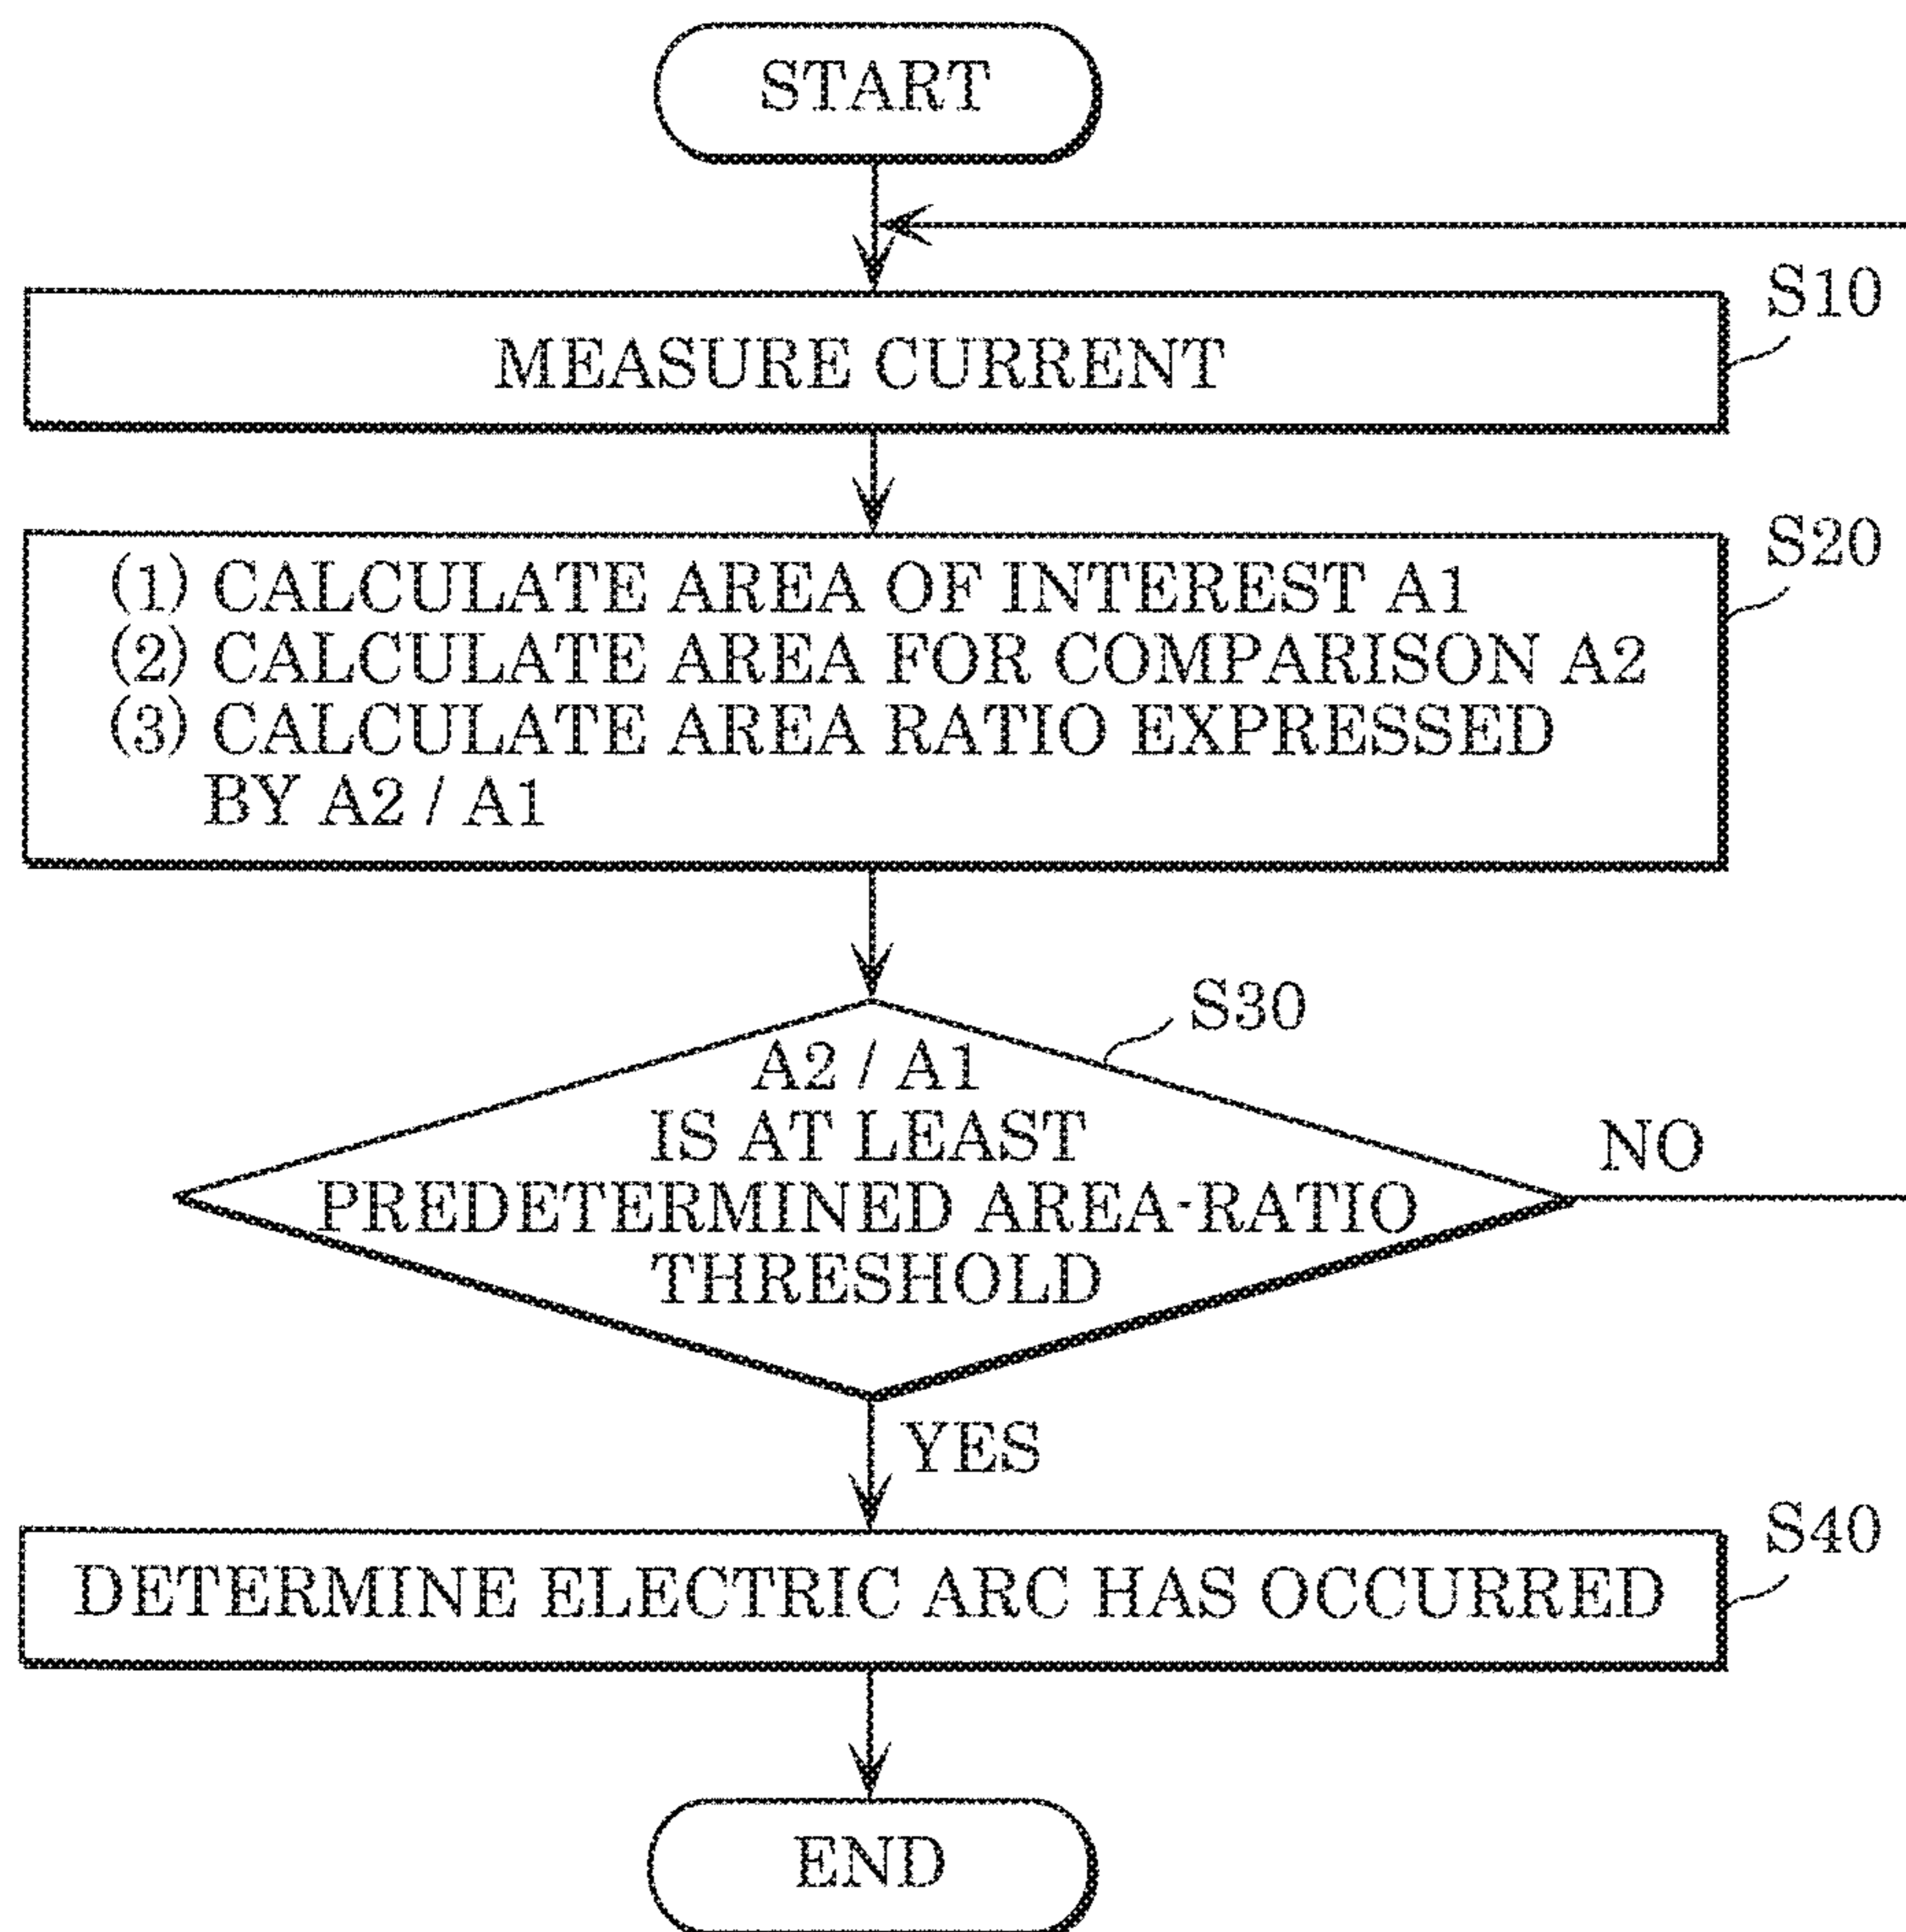 START
MEASURE CURRENT
S10
(1) CALCULATE AREA OF INTEREST A1
(2) CALCULATE AREA FOR COMPARISON A2
(3) CALCULATE AREA RATIO EXPRESSED
BY A2 / A1
S20
A2 / A1
IS AT LEAST
PREDETERMINED AREA-RATIO
THRESHOLD
S30
NO
YES
DETERMINE ELECTRIC ARC HAS OCCURRED
S40
END